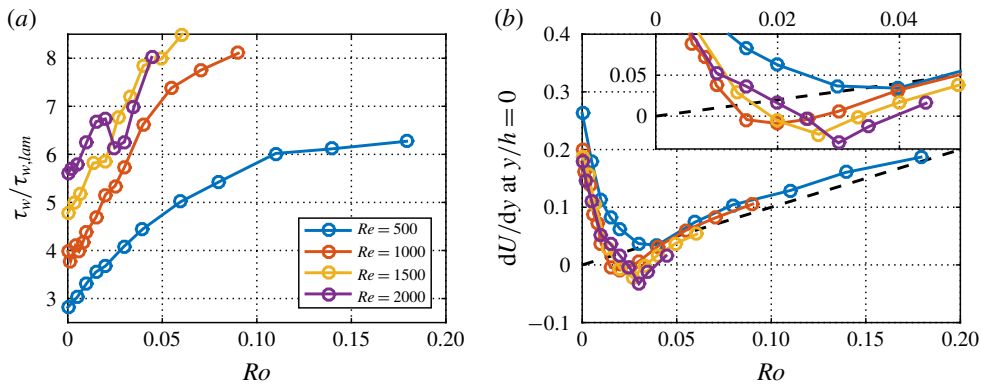 (a)
8
7
6
5
4
3
τw/τw,lam
0 0.05 0.10 0.15 0.20
Ro
Re = 500
Re = 1000
Re = 1500
Re = 2000
(b)
0 0.02 0.04
0.4
0.3
0.2
0.1
0
−0.1
0.05
0
dU/dy at y/h = 0
0 0.05 0.10 0.15 0.20
Ro